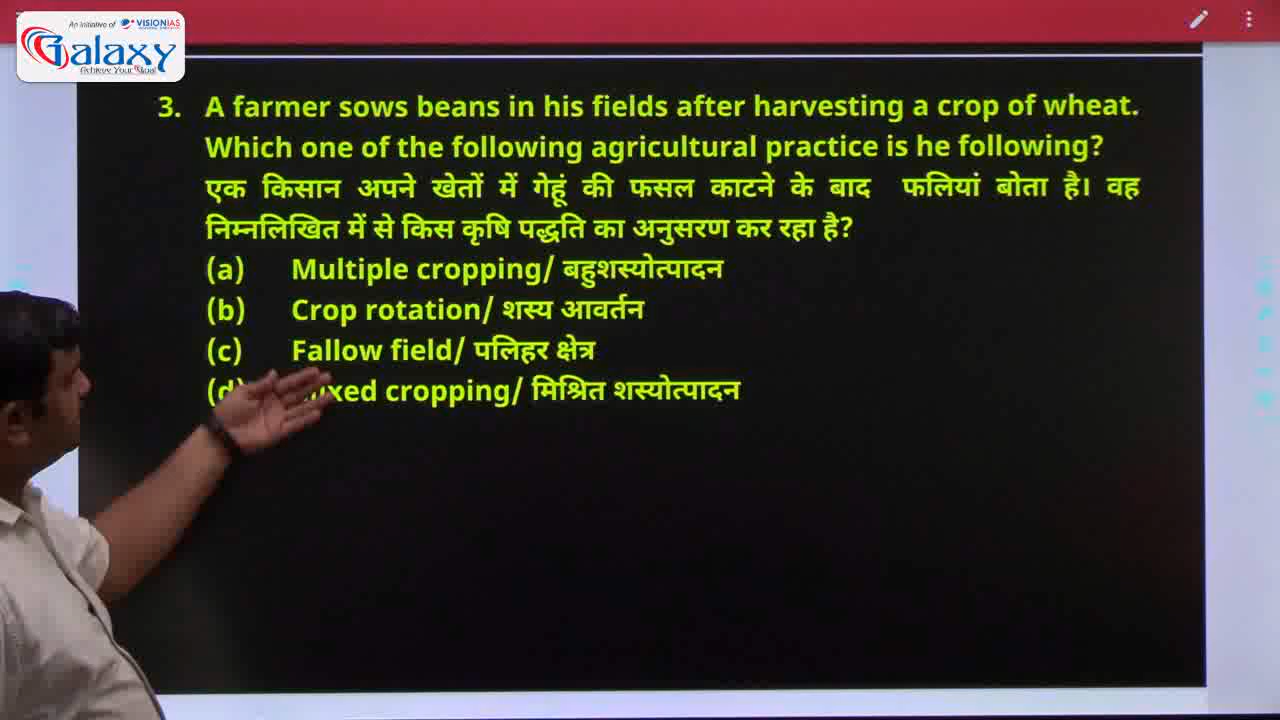 An initiative of VISIONIAS
Galaxy
Achieve Your Goal
3. A farmer sows beans in his fields after harvesting a crop of wheat.
Which one of the following agricultural practice is he following?
एक किसान अपने खेतों में गेहूं की फसल काटने के बाद फलियां बोता है। वह
निम्नलिखित में से किस कृषि पद्धति का अनुसरण कर रहा है?
(a) Multiple cropping/ बहुशस्योत्पादन
(b) Crop rotation/ शस्य आवर्तन
(c) Fallow field/ पलिहर क्षेत्र
(d) xed cropping/ मिश्रित शस्योत्पादन